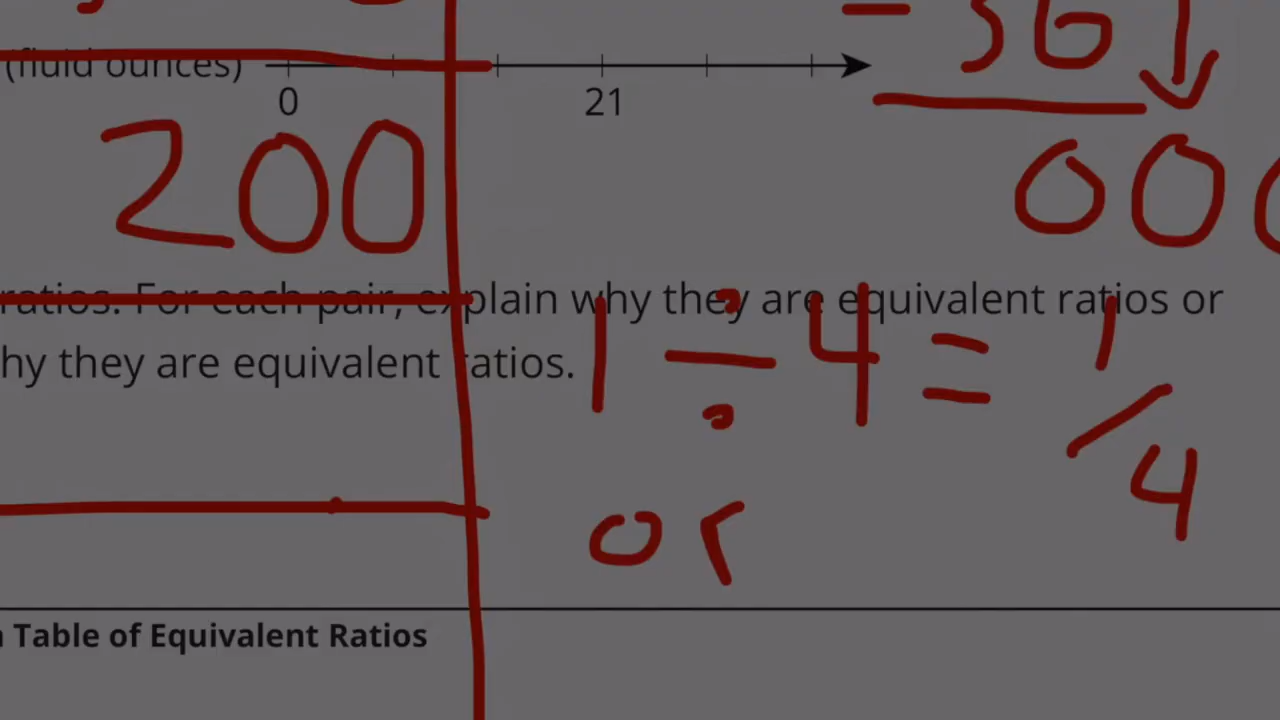 - 36
(fluid ounces)
0 21
200
00
ratios. For each pair, explain why they are equivalent ratios or
hy they are equivalent ratios.
1 ÷ 4 = 1/4
or
Table of Equivalent Ratios